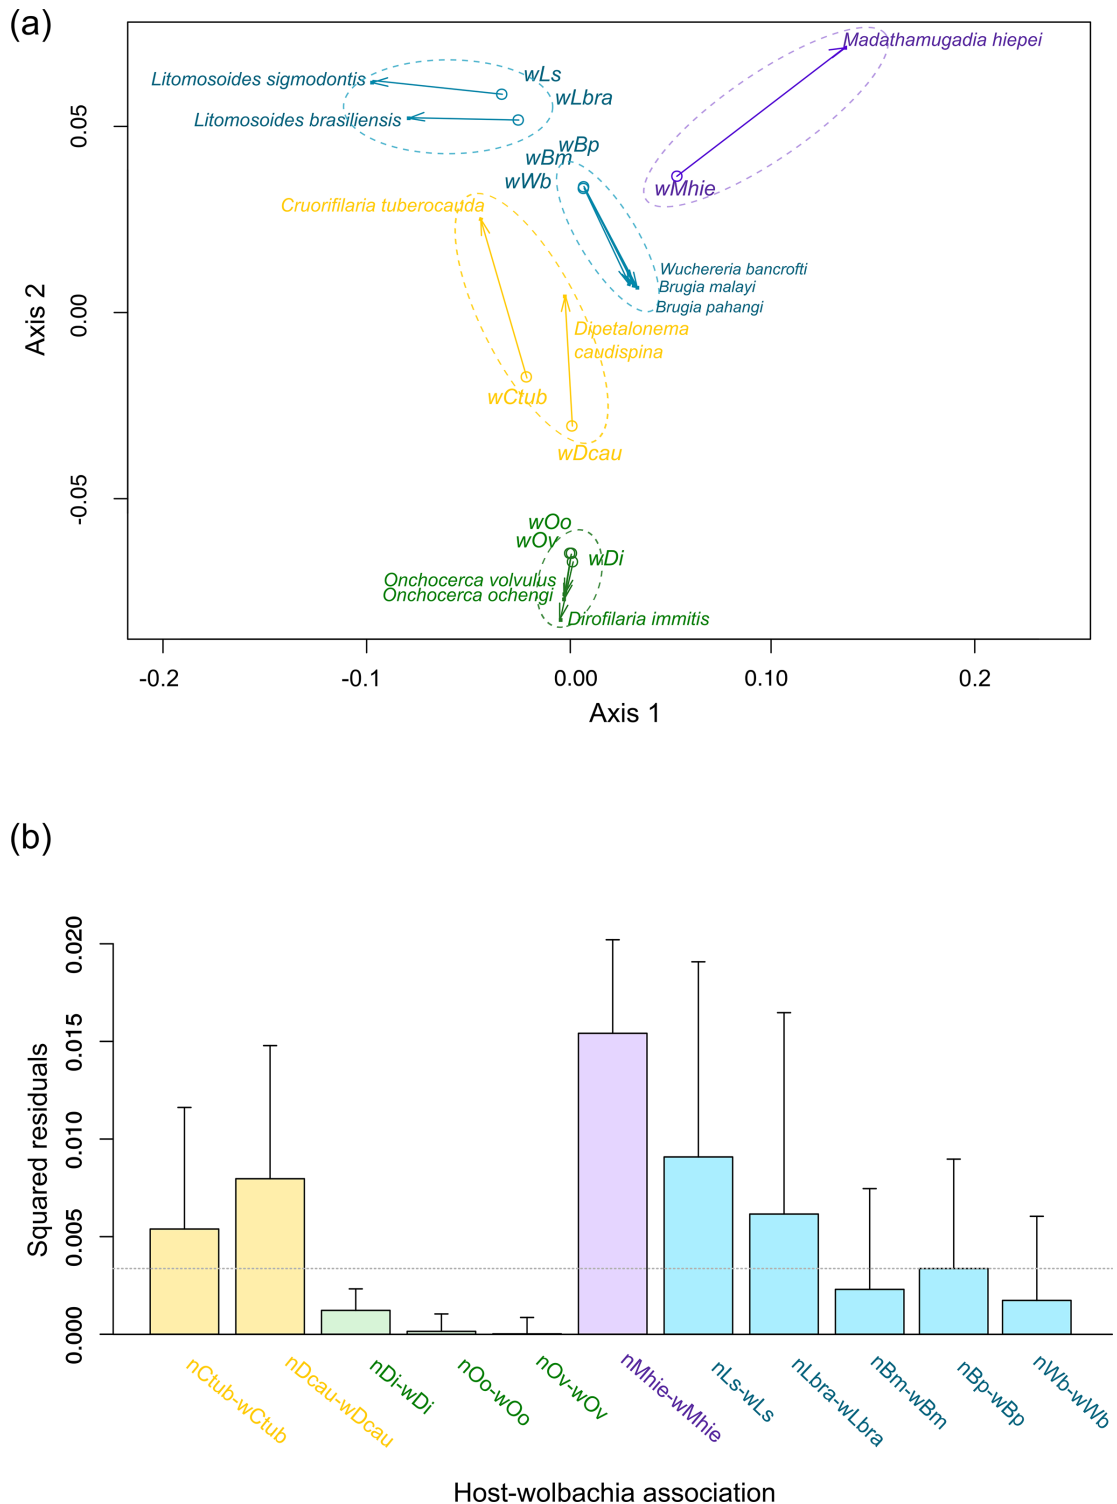 (a)
Madathamugadia hiepei
Litomosoides sigmodontis
wLs
wLbra
Litomosoides brasiliensis
wBp
wBm
wWb
wMhie
Cruorifilaria tuberocauda
Wuchereria bancrofti
Brugia malayi
Brugia pahangi
Dipetalonema
caudispina
wCtub
wDcau
wOo
wOv
wDi
Onchocerca volvulus
Onchocerca ochengi
Dirofilaria immitis
0.05
0.00
-0.05
Axis 2
-0.2
-0.1
0.00
0.10
0.2
Axis 1
(b)
0.020
0.015
0.010
0.005
0.000
Squared residuals
nCtub-wCtub
nDcau-wDcau
nDi-wDi
nOo-wOo
nOv-wOv
nMhie-wMhie
nLs-wLs
nLbra-wLbra
nBm-wBm
nBp-wBp
nWb-wWb
Host-wolbachia association